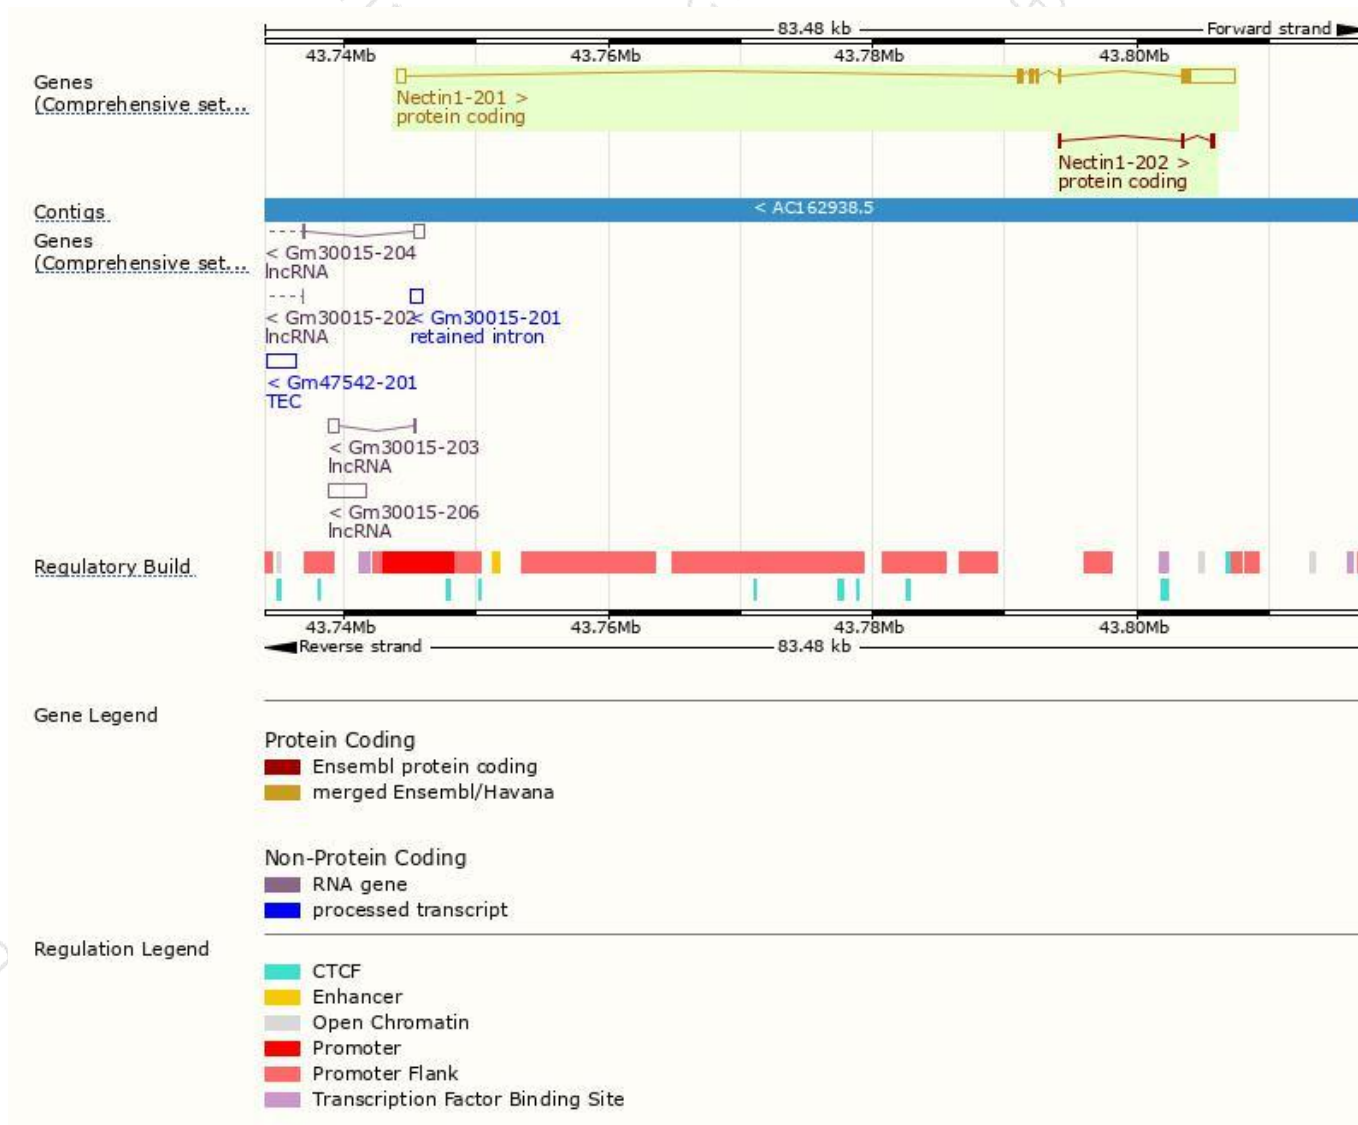 83.48 kb
Forward strand
43.74Mb 43.76Mb 43.78Mb 43.80Mb
Genes
(Comprehensive set...
Nectin1-201 >
protein coding
Nectin1-202 >
protein coding
Contigs
< AC162938.5
Genes
(Comprehensive set...
< Gm30015-204
lncRNA
< Gm30015-202
lncRNA
< Gm30015-201
retained intron
< Gm47542-201
TEC
< Gm30015-203
lncRNA
< Gm30015-206
lncRNA
Regulatory Build
43.74Mb 43.76Mb 43.78Mb 43.80Mb
Reverse strand
83.48 kb
Gene Legend
Protein Coding
Ensembl protein coding
merged Ensembl/Havana
Non-Protein Coding
RNA gene
processed transcript
Regulation Legend
CTCF
Enhancer
Open Chromatin
Promoter
Promoter Flank
Transcription Factor Binding Site